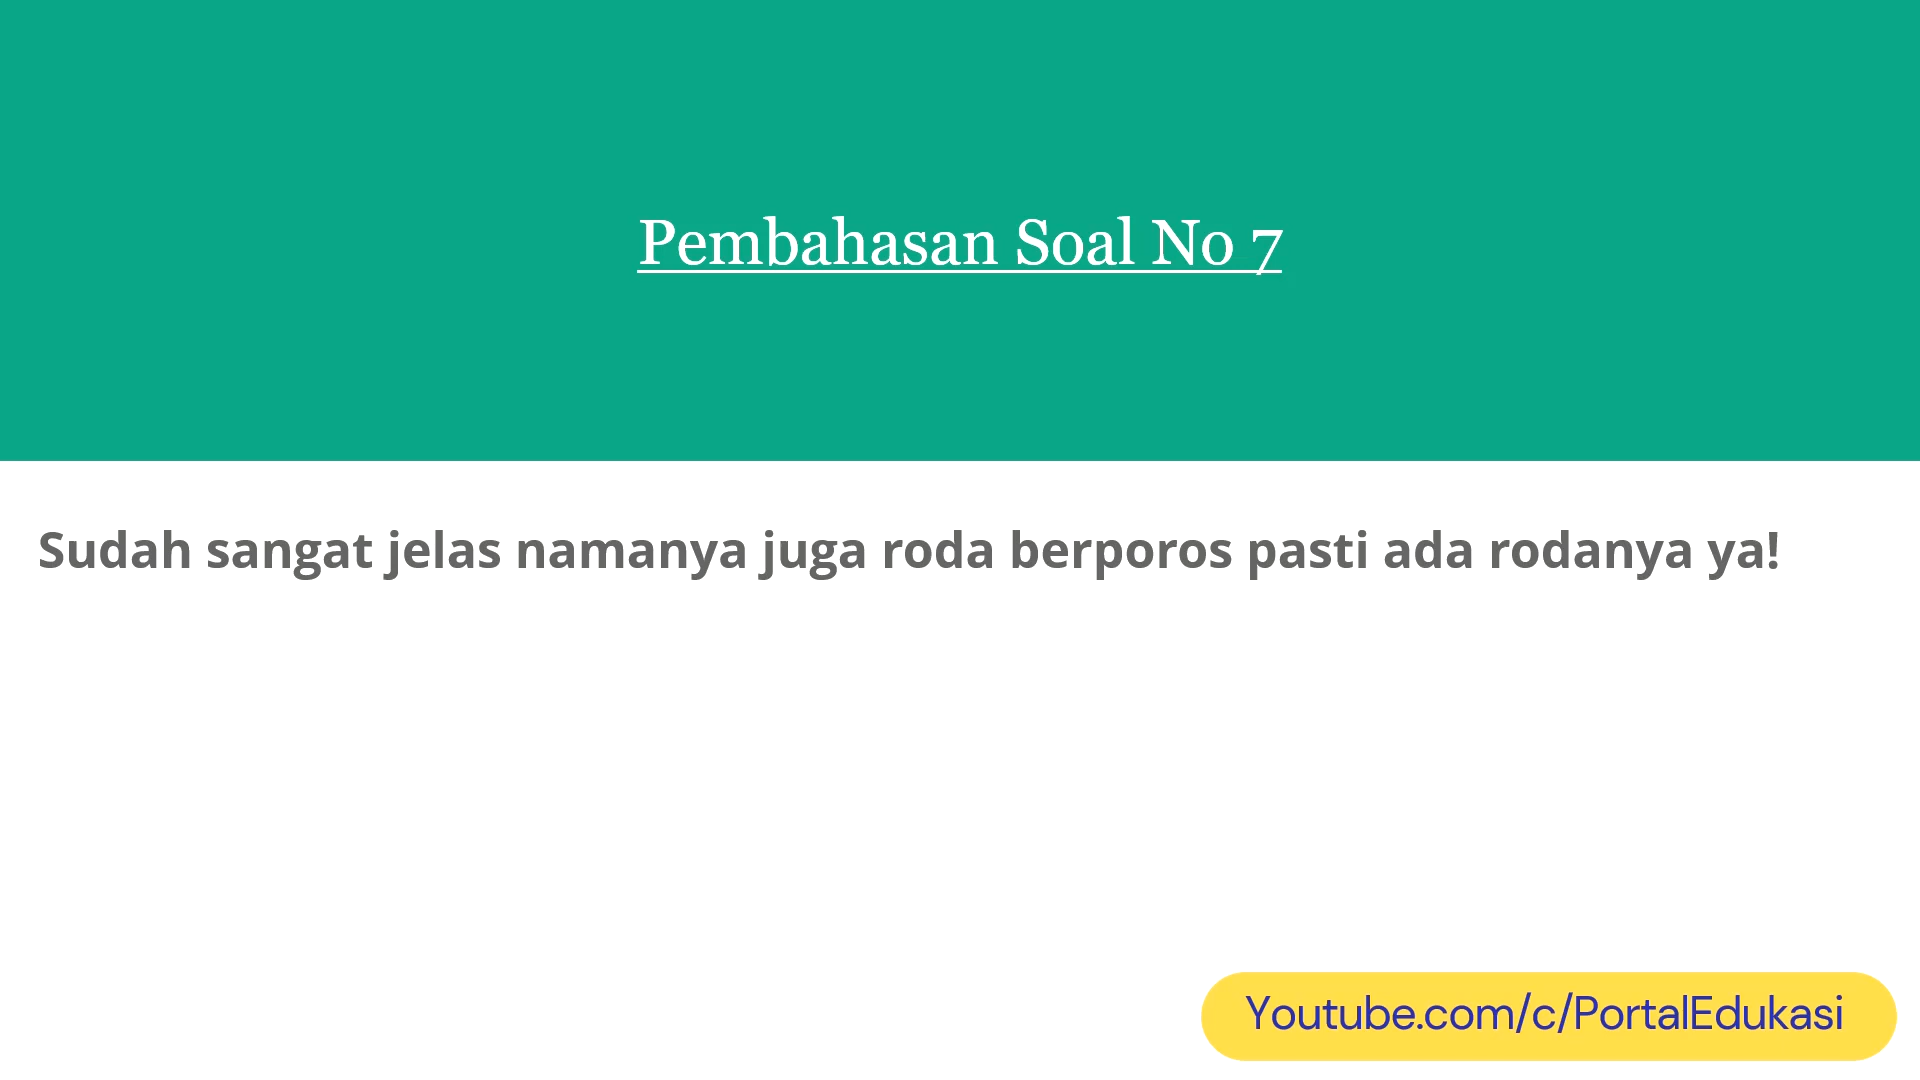 Pembahasan Soal No 7
Sudah sangat jelas namanya juga roda berporos pasti ada rodanya ya!
Youtube.com/c/PortalEdukasi